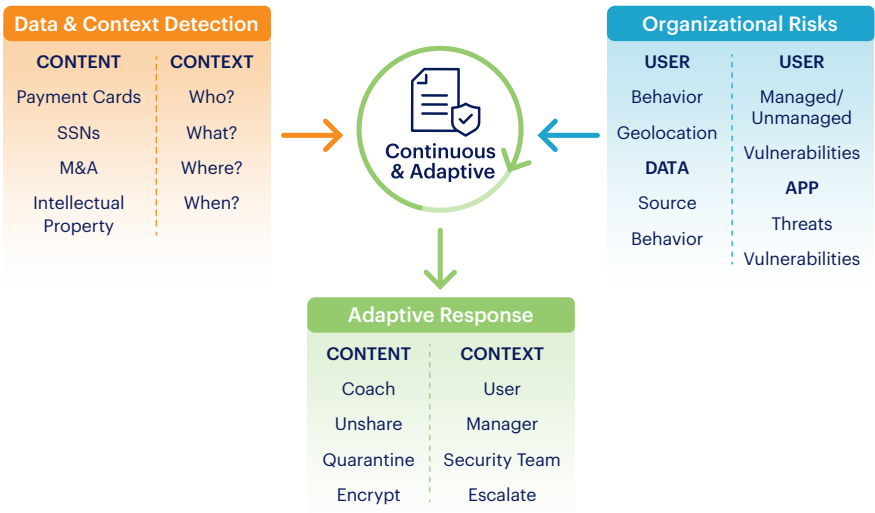 Data & Context Detection
CONTENT
Payment Cards
SSNs
M&A
Intellectual
Property
CONTEXT
Who?
What?
Where?
When?
Continuous
& Adaptive
Organizational Risks
USER
Behavior
Geolocation
DATA
Source
Behavior
USER
Managed/
Unmanaged
Vulnerabilities
APP
Threats
Vulnerabilities
Adaptive Response
CONTENT
Coach
Unshare
Quarantine
Encrypt
CONTEXT
User
Manager
Security Team
Escalate